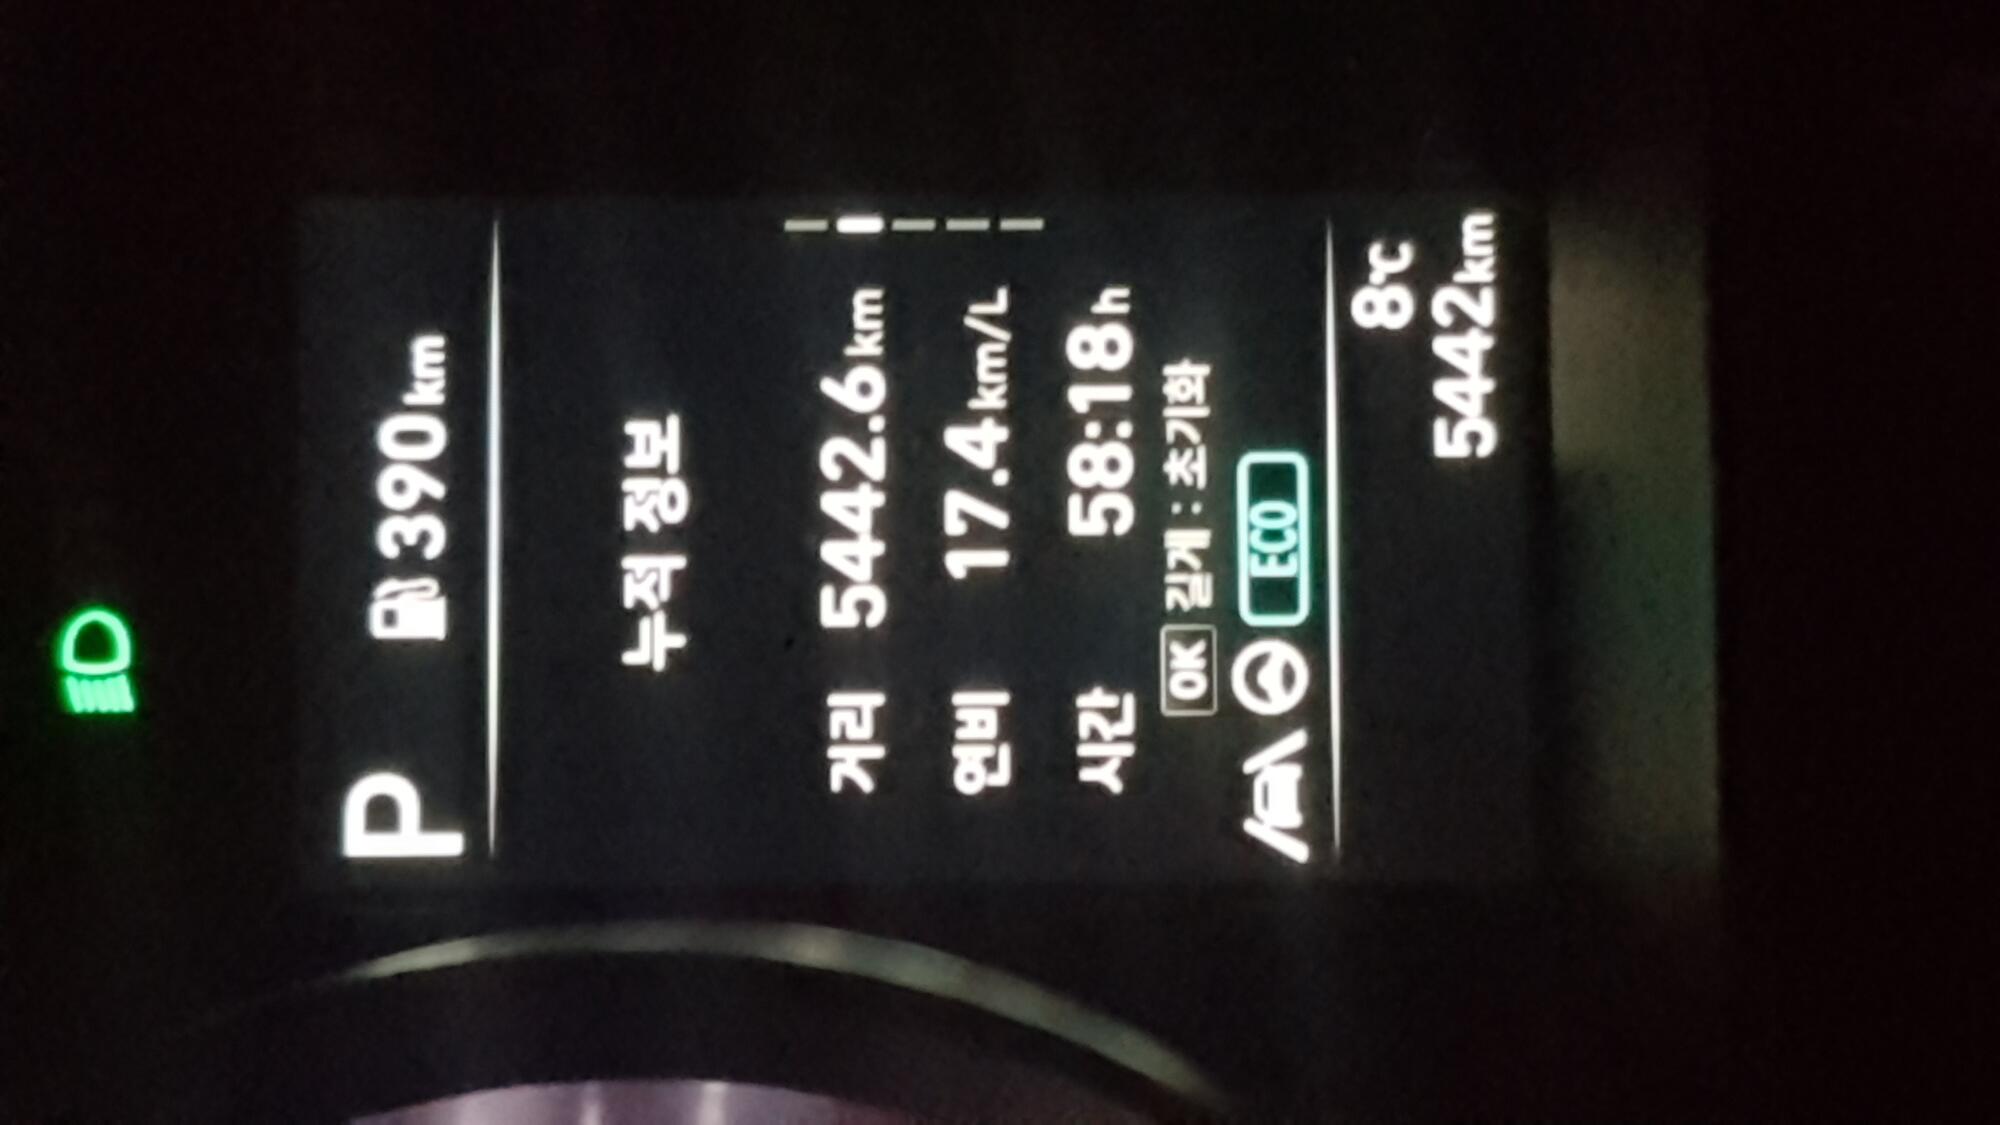 P 390km
누적 정보
거리 5442.6km
연비 17.4km/L
시간 58:18h
OK 길게 : 초기화
ECO
8℃
5442km